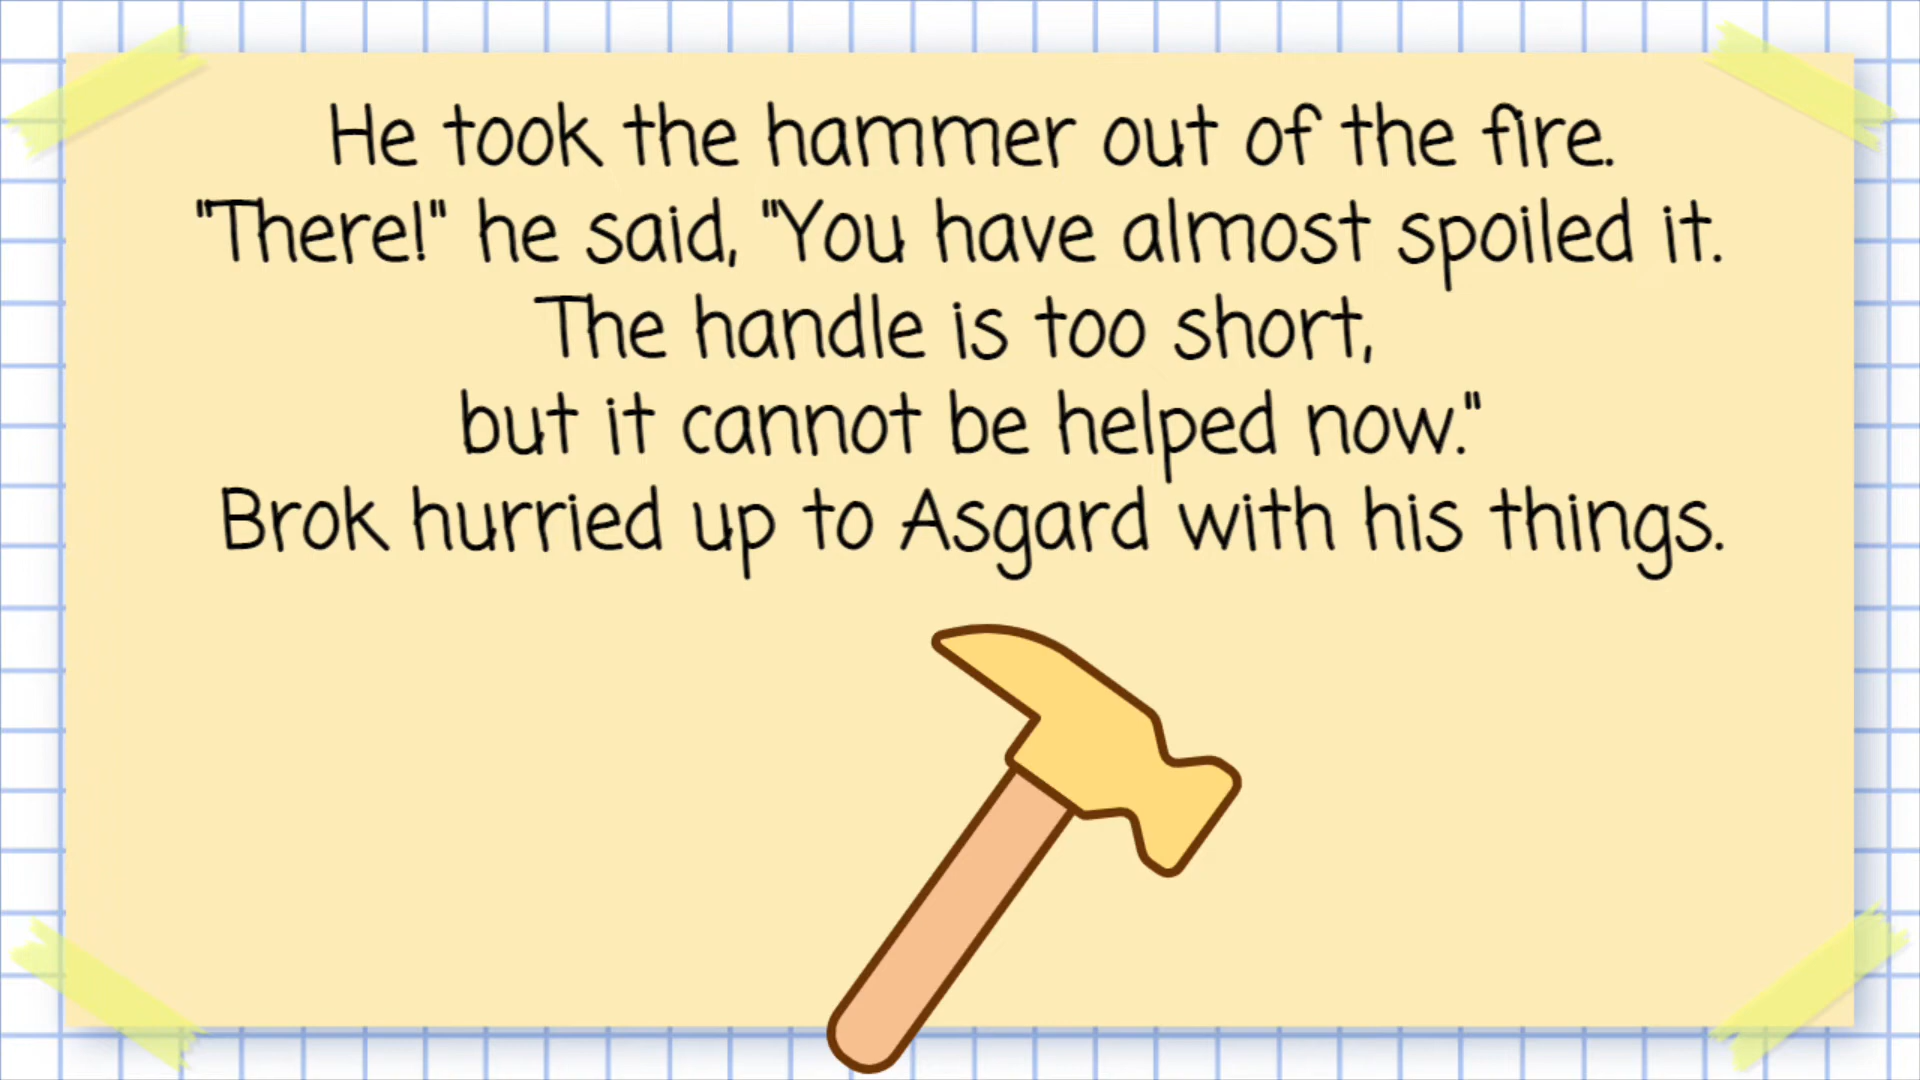 He took the hammer out of the fire.
"There!" he said, "You have almost spoiled it.
The handle is too short,
but it cannot be helped now."
Brok hurried up to Asgard with his things.